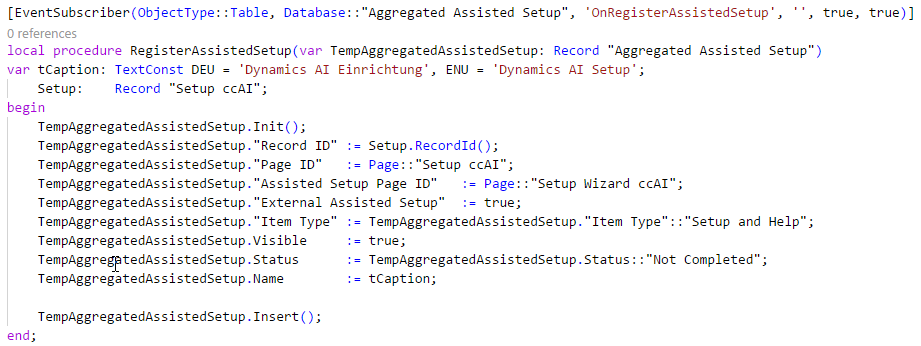 [EventSubscriber(ObjectType::Table, Database::"Aggregated Assisted Setup", 'OnRegisterAssistedSetup', '', true, true)]
0 references
local procedure RegisterAssistedSetup(var TempAggregatedAssistedSetup: Record "Aggregated Assisted Setup")
var tCaption: TextConst DEU = 'Dynamics AI Einrichtung', ENU = 'Dynamics AI Setup';
    Setup:    Record "Setup ccAI";
begin
    TempAggregatedAssistedSetup.Init();
    TempAggregatedAssistedSetup."Record ID" := Setup.RecordId();
    TempAggregatedAssistedSetup."Page ID"   := Page::"Setup ccAI";
    TempAggregatedAssistedSetup."Assisted Setup Page ID"   := Page::"Setup Wizard ccAI";
    TempAggregatedAssistedSetup."External Assisted Setup"  := true;
    TempAggregatedAssistedSetup."Item Type" := TempAggregatedAssistedSetup."Item Type"::"Setup and Help";
    TempAggregatedAssistedSetup.Visible     := true;
    TempAggregatedAssistedSetup.Status      := TempAggregatedAssistedSetup.Status::"Not Completed";
    TempAggregatedAssistedSetup.Name        := tCaption;
    TempAggregatedAssistedSetup.Insert();
end;